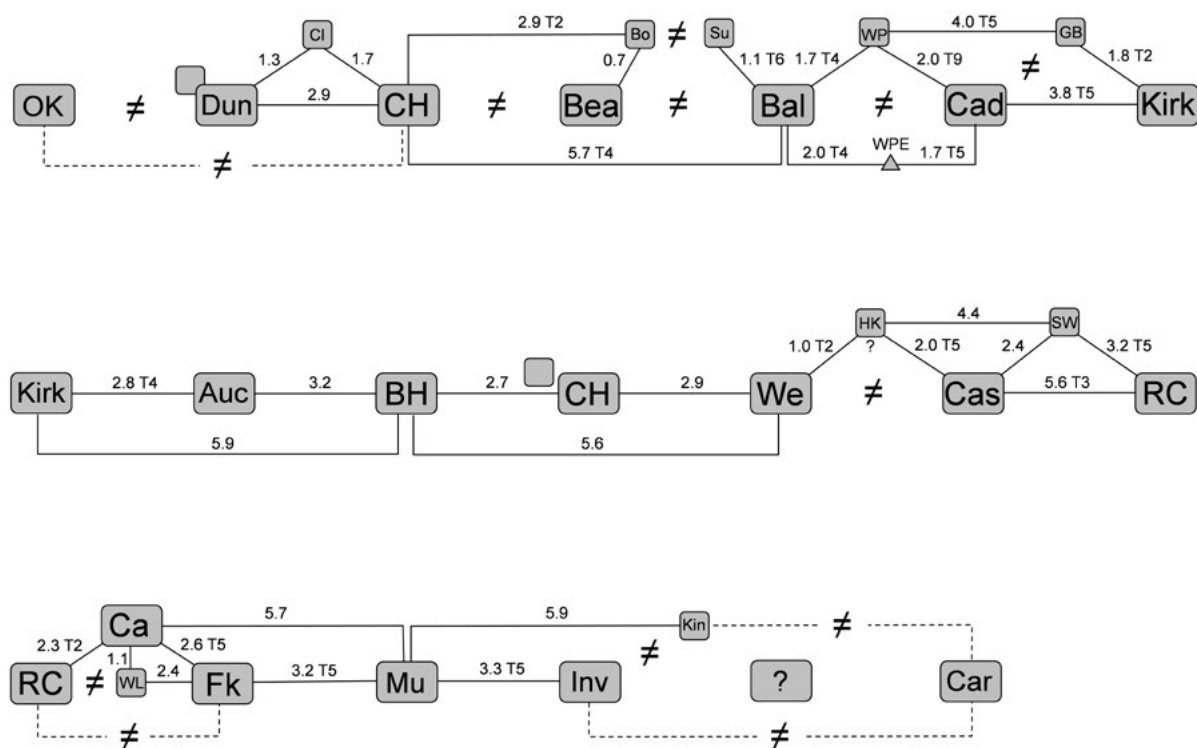 2.9 T2
4.0 T5
Cl
Bo
≠
Su
WP
GB
1.3
1.7
0.7
1.1 T6
1.7 T4
2.0 T9
≠
1.8 T2
OK
≠
Dun
2.9
CH
≠
Bea
≠
Bal
≠
Cad
3.8 T5
Kirk
≠
5.7 T4
2.0 T4
WPE
1.7 T5
HK
4.4
SW
1.0 T2
?
2.0 T5
2.4
3.2 T5
Kirk
2.8 T4
Auc
3.2
BH
2.7
CH
2.9
We
≠
Cas
5.6 T3
RC
5.9
5.6
Ca
5.7
5.9
Kin
≠
2.3 T2
1.1
2.6 T5
≠
RC
≠
WL
2.4
Fk
3.2 T5
Mu
3.3 T5
Inv
?
Car
≠
≠